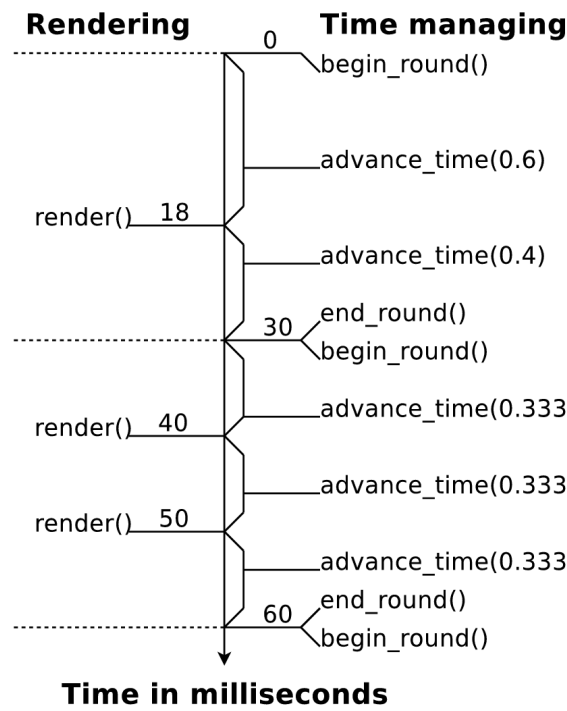 Rendering Time managing
0
begin_round()
advance_time(0.6)
render() 18
advance_time(0.4)
end_round()
30
begin_round()
advance_time(0.333
render() 40
advance_time(0.333
render() 50
advance_time(0.333
end_round()
60
begin_round()
Time in milliseconds